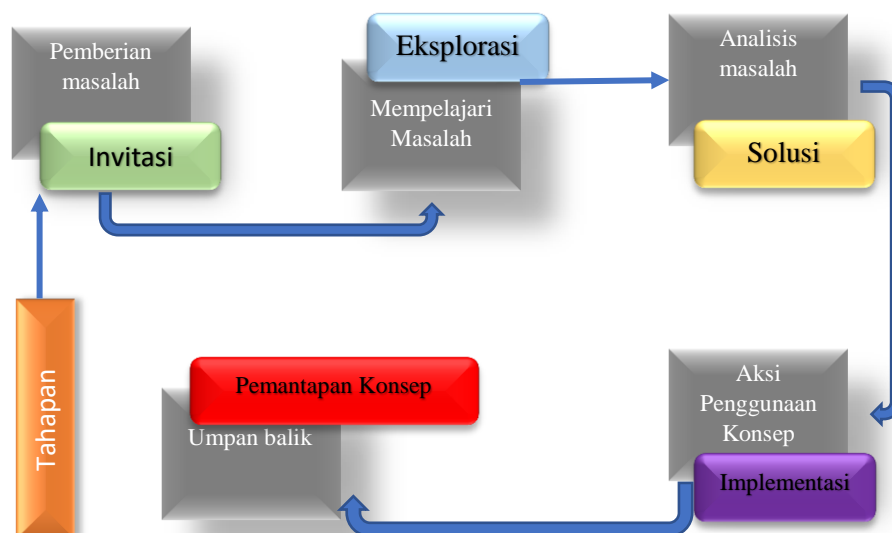 Pemberian
masalah
Invitasi
Eksplorasi
Mempelajari
Masalah
Analisis
masalah
Solusi
Tahapan
Pemantapan Konsep
Umpan balik
Aksi
Penggunaan
Konsep
Implementasi